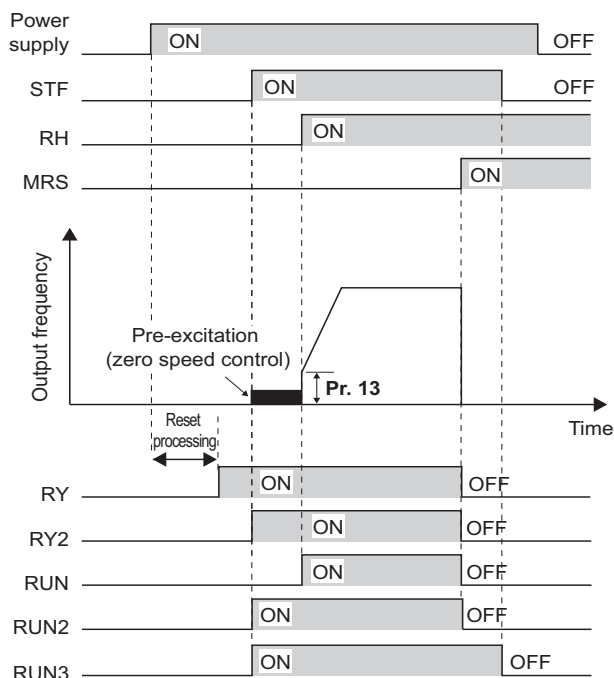 Power
supply
ON
OFF
STF
ON
OFF
RH
ON
MRS
ON
Output frequency
Pre-excitation
(zero speed control)
Pr. 13
Time
Reset
processing
RY
ON
OFF
RY2
ON
OFF
RUN
ON
OFF
RUN2
ON
OFF
RUN3
ON
OFF